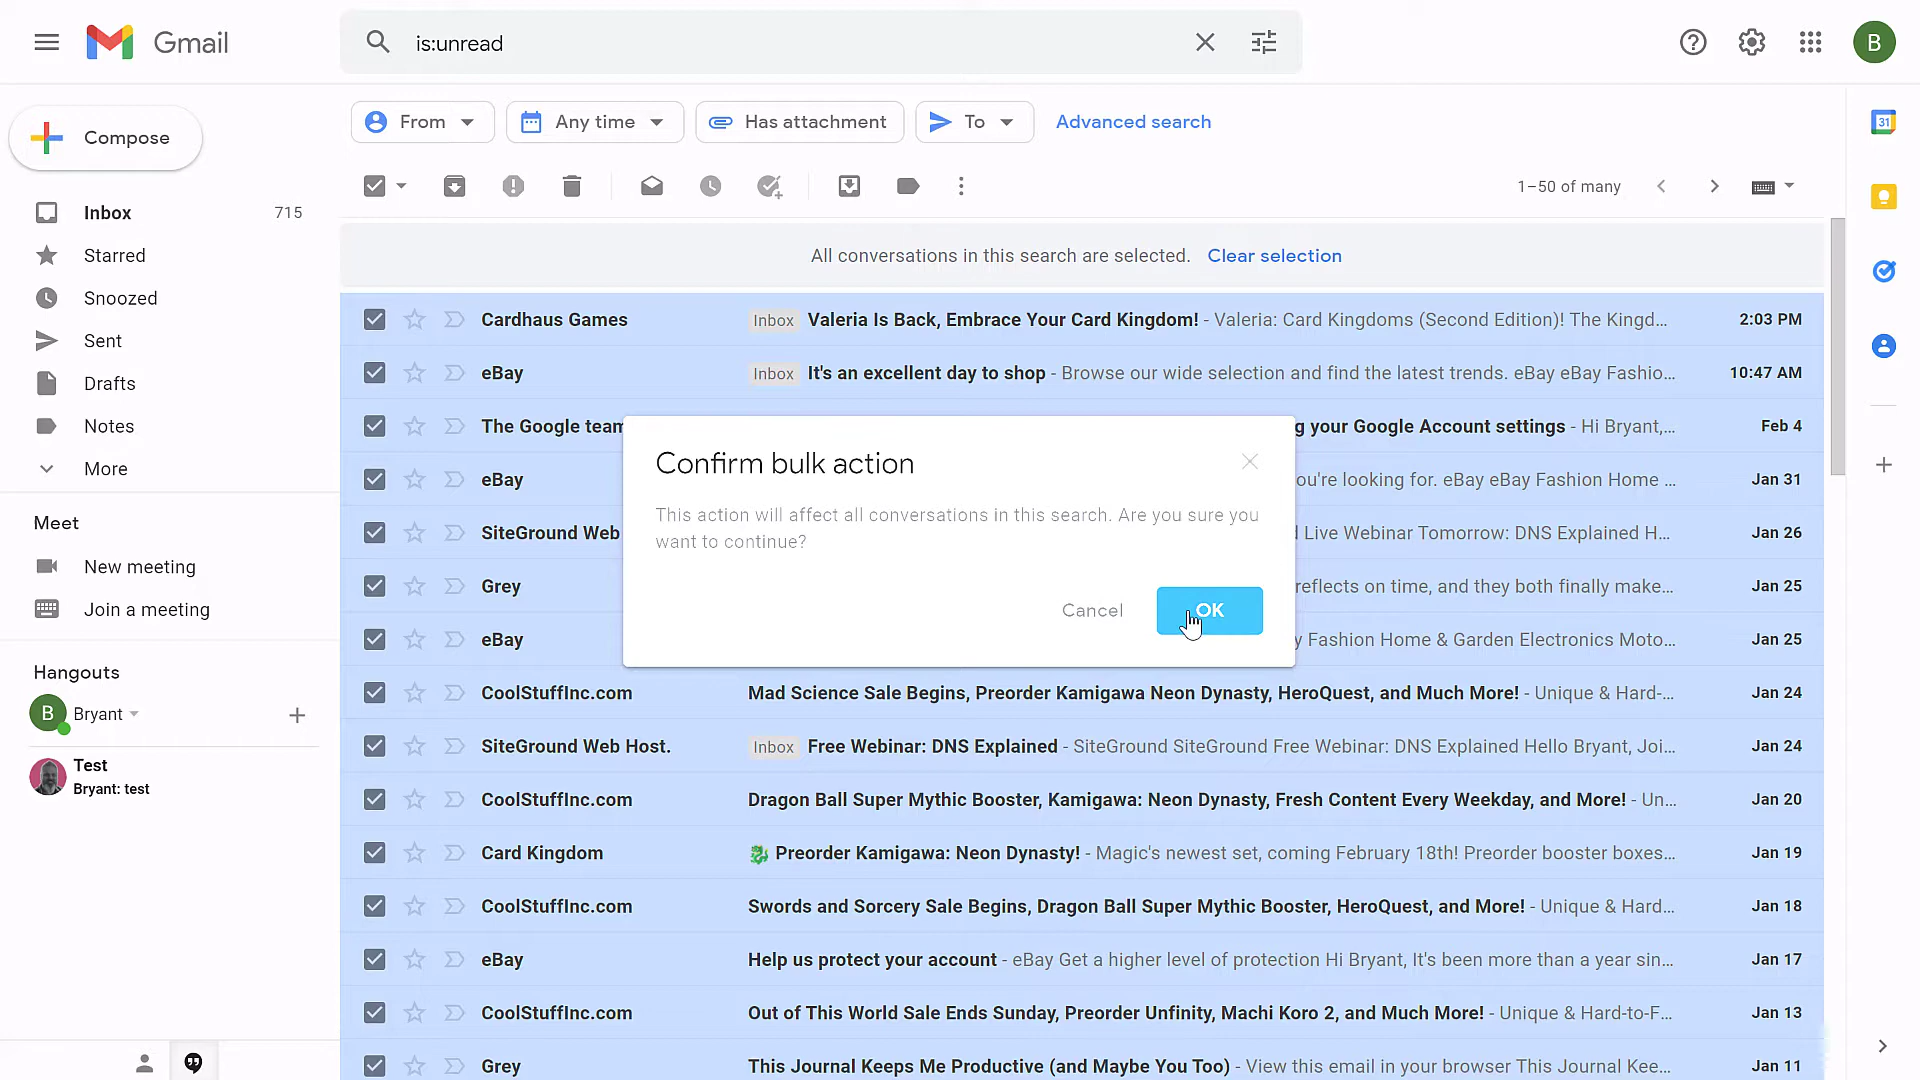 Gmail
is:unread
B
Compose
From
Any time
Has attachment
To
Advanced search
1–50 of many
31
Inbox 715
Starred
Snoozed
Sent
Drafts
Notes
More
Meet
New meeting
Join a meeting
Hangouts
B Bryant
Test
Bryant: test
All conversations in this search are selected. Clear selection
Cardhaus Games Inbox Valeria Is Back, Embrace Your Card Kingdom! - Valeria: Card Kingdoms (Second Edition)! The Kingd... 2:03 PM
eBay Inbox It's an excellent day to shop - Browse our wide selection and find the latest trends. eBay eBay Fashio... 10:47 AM
The Google team g your Google Account settings - Hi Bryant,... Feb 4
eBay ou're looking for. eBay eBay Fashion Home ... Jan 31
SiteGround Web Live Webinar Tomorrow: DNS Explained H... Jan 26
Grey reflects on time, and they both finally make... Jan 25
eBay y Fashion Home & Garden Electronics Moto... Jan 25
CoolStuffInc.com Mad Science Sale Begins, Preorder Kamigawa Neon Dynasty, HeroQuest, and Much More! - Unique & Hard-... Jan 24
SiteGround Web Host. Inbox Free Webinar: DNS Explained - SiteGround SiteGround Free Webinar: DNS Explained Hello Bryant, Joi... Jan 24
CoolStuffInc.com Dragon Ball Super Mythic Booster, Kamigawa: Neon Dynasty, Fresh Content Every Weekday, and More! - Un... Jan 20
Card Kingdom 🐉 Preorder Kamigawa: Neon Dynasty! - Magic's newest set, coming February 18th! Preorder booster boxes... Jan 19
CoolStuffInc.com Swords and Sorcery Sale Begins, Dragon Ball Super Mythic Booster, HeroQuest, and More! - Unique & Hard... Jan 18
eBay Help us protect your account - eBay Get a higher level of protection Hi Bryant, It's been more than a year sin... Jan 17
CoolStuffInc.com Out of This World Sale Ends Sunday, Preorder Unfinity, Machi Koro 2, and Much More! - Unique & Hard-to-F... Jan 13
Grey This Journal Keeps Me Productive (and Maybe You Too) - View this email in your browser This Journal Kee... Jan 11
Confirm bulk action
This action will affect all conversations in this search. Are you sure you
want to continue?
Cancel
OK